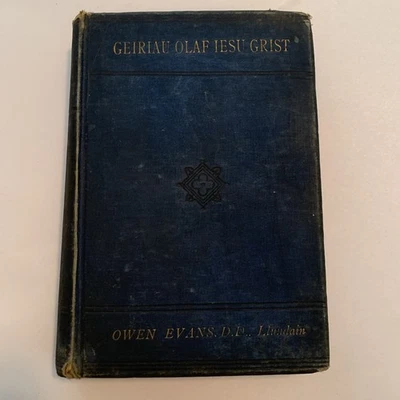 GEIRIAU OLAF IESU GRIST
OWEN EVANS, D.D., Llundain